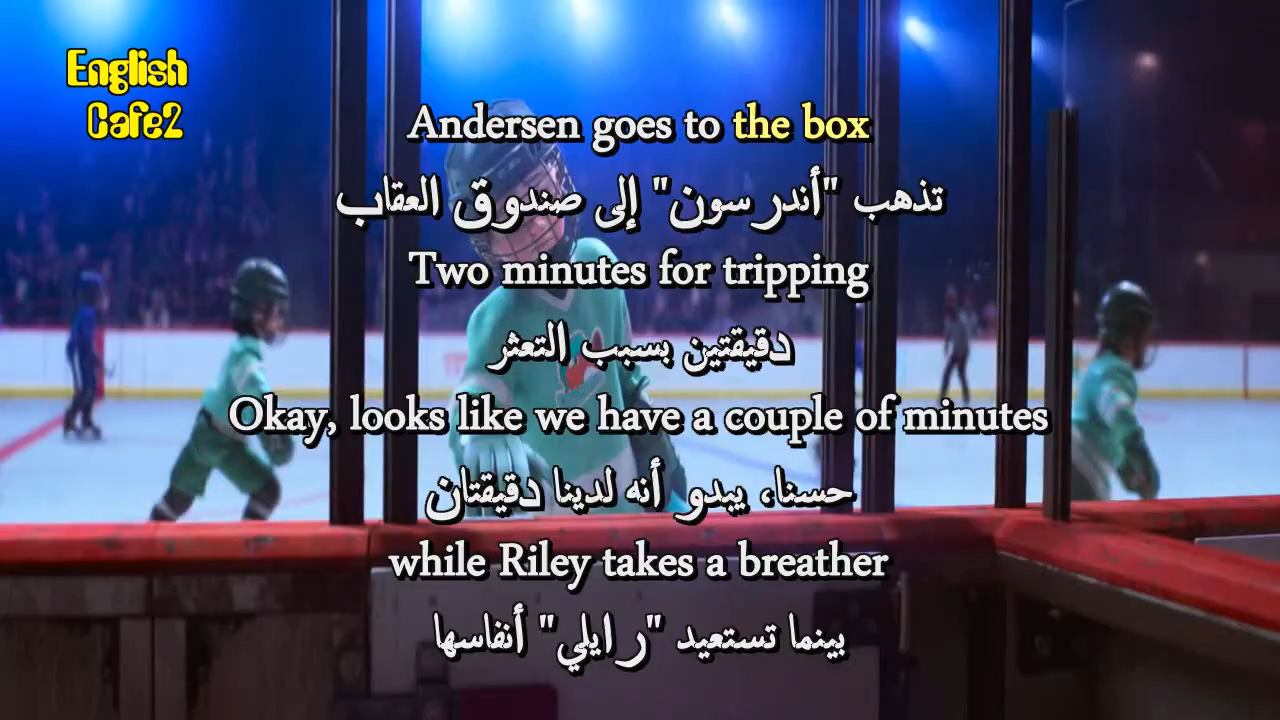 English
Cafe2
Andersen goes to the box
تذهب "أندرسون" إلى صندوق العقاب
Two minutes for tripping
دقيقتين بسبب التعثر
Okay, looks like we have a couple of minutes
حسنا، يبدو أنه لدينا دقيقتان
while Riley takes a breather
بينما تستعيد "رايلي" أنفاسها